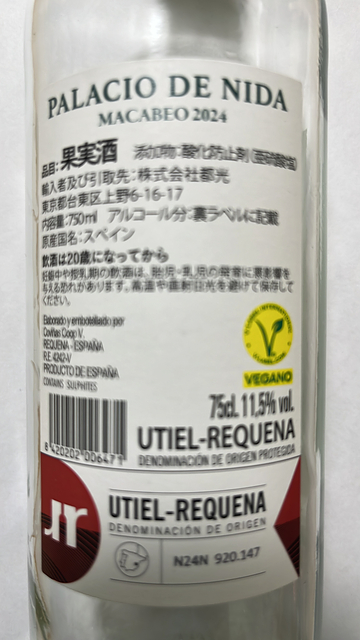 PALACIO DE NIDA
MACABEO 2024
品目:果実酒 添加物:酸化防止剤(亜硫酸塩)
輸入者及び引取先:株式会社都光
東京都台東区上野6-16-17
内容量:750ml アルコール分:裏ラベルに記載
原産国名:スペイン
飲酒は20歳になってから
妊娠中や授乳期の飲酒は、胎児・乳児の発育に悪影響を
与える恐れがあります。高温や直射日光を避けて保存して
ください。
Elaborado y embotellado por
Coviñas Coop V.
REQUENA - ESPAÑA
R.E. 4242-V
PRODUCTO DE ESPAÑA
CONTAINS SULPHITES
VEGANO
75cl. 11,5% vol.
8 420202 006471
UTIEL-REQUENA
DENOMINACIÓN DE ORIGEN PROTEGIDA
ur
UTIEL-REQUENA
DENOMINACIÓN DE ORIGEN
N24N 920.147